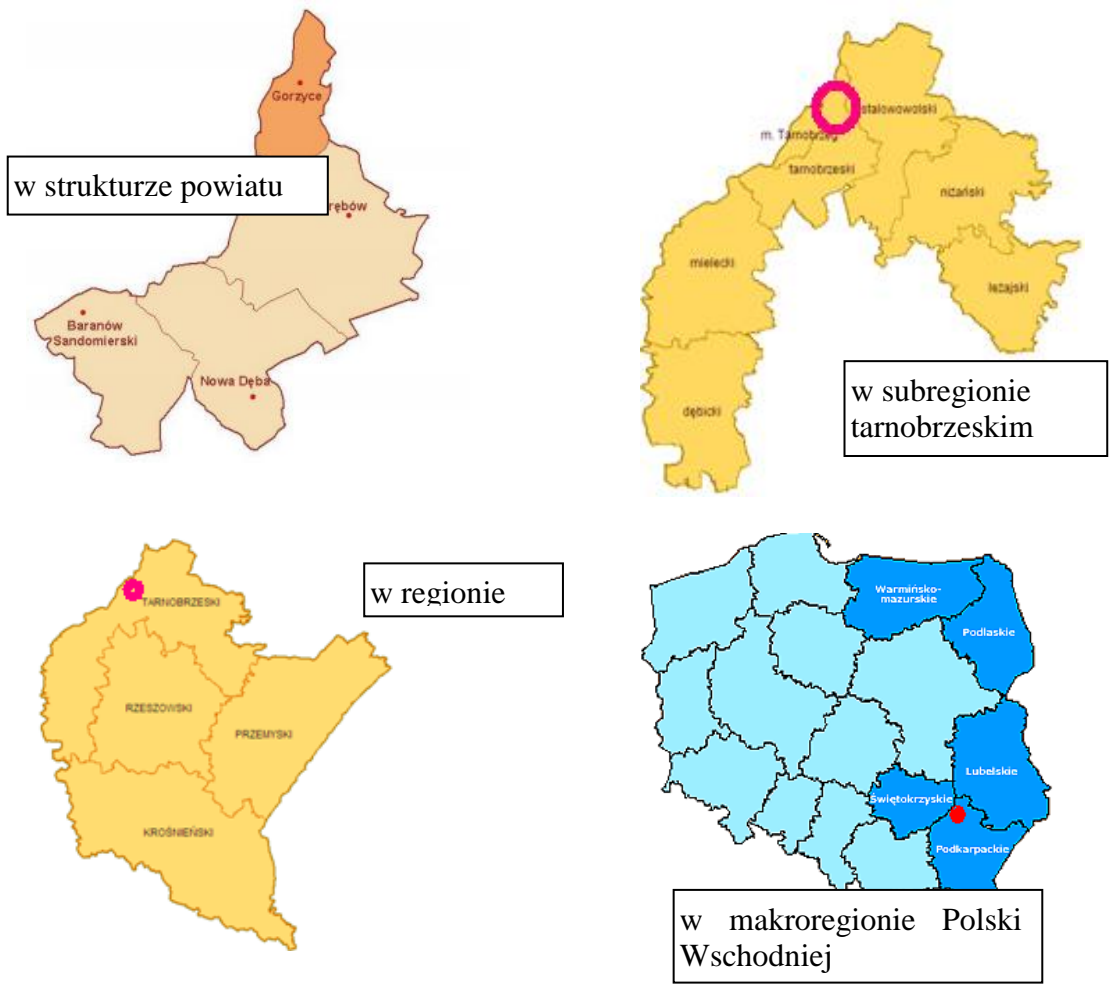 Gorzyce
w strukturze powiatu
rębów
Baranów
Sandomierski
Nowa Dęba
stalowowolski
m. Tarnobrzeg
tarnobrzeski
niżański
mielecki
leżajski
dębicki
w subregionie
tarnobrzeskim
TARNOBRZESKI
w regionie
RZESZOWSKI
PRZEMYSKI
KROŚNIEŃSKI
Warmińsko-
mazurskie
Podlaskie
Lubelskie
Świętokrzyskie
Podkarpackie
w makroregionie Polski
Wschodniej